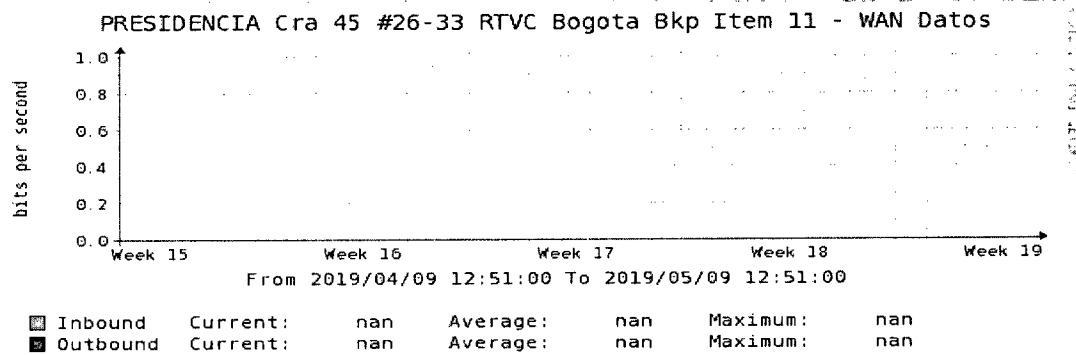 PRESIDENCIA Cra 45 #26-33 RTVC Bogota Bkp Item 11 - WAN Datos
bits per second
1.0
0.8
0.6
0.4
0.2
0.0
Week 15 Week 16 Week 17 Week 18 Week 19
From 2019/04/09 12:51:00 To 2019/05/09 12:51:00
Inbound Current: nan Average: nan Maximum: nan
Outbound Current: nan Average: nan Maximum: nan